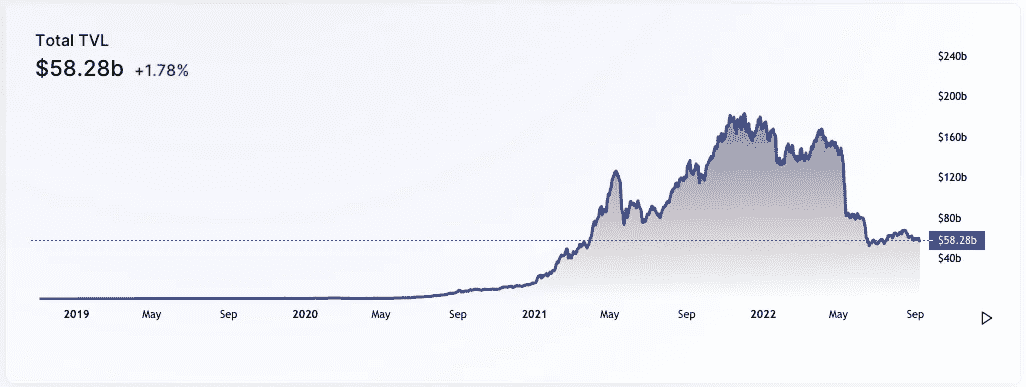 Total TVL
$58.28b +1.78%
$240b
$200b
$160b
$120b
$80b
$58.28b
$40b
2019 May Sep 2020 May Sep 2021 May Sep 2022 May Sep